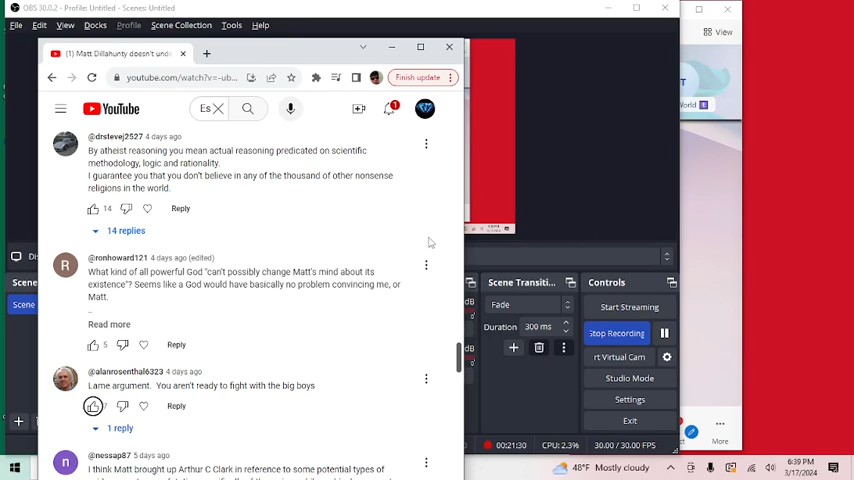 OBS 30.0.2 - Profile: Untitled - Scenes: Untitled
File Edit View Docks Profile Scene Collection Tools Help
View
(1) Matt Dillahunty doesn't und
youtube.com/watch?v=-ub...
Finish update
World
YouTube
Es
1
@drstevej2527 4 days ago
By atheist reasoning you mean actual reasoning predicated on scientific
methodology, logic and rationality.
I guarantee you that you don't believe in any of the thousand of other nonsense
religions in the world.
14
Reply
14 replies
@ronhoward121 4 days ago (edited)
What kind of all powerful God "can't possibly change Matt's mind about its
existence"? Seems like a God would have basically no problem convincing me, or
Matt.
..
Read more
5
Reply
@alanrosenthal6323 4 days ago
Lame argument. You aren't ready to fight with the big boys
7
Reply
1 reply
@nessap87 5 days ago
I think Matt brought up Arthur C Clark in reference to some potential types of
Scene Transiti...
Controls
Fade
Start Streaming
Duration 300 ms
Stop Recording
rt Virtual Cam
Studio Mode
Settings
Exit
Scene
dB
dB
00:21:30
CPU: 2.3%
30.00 / 30.00 FPS
More
48°F Mostly cloudy
6:39 PM
3/17/2024